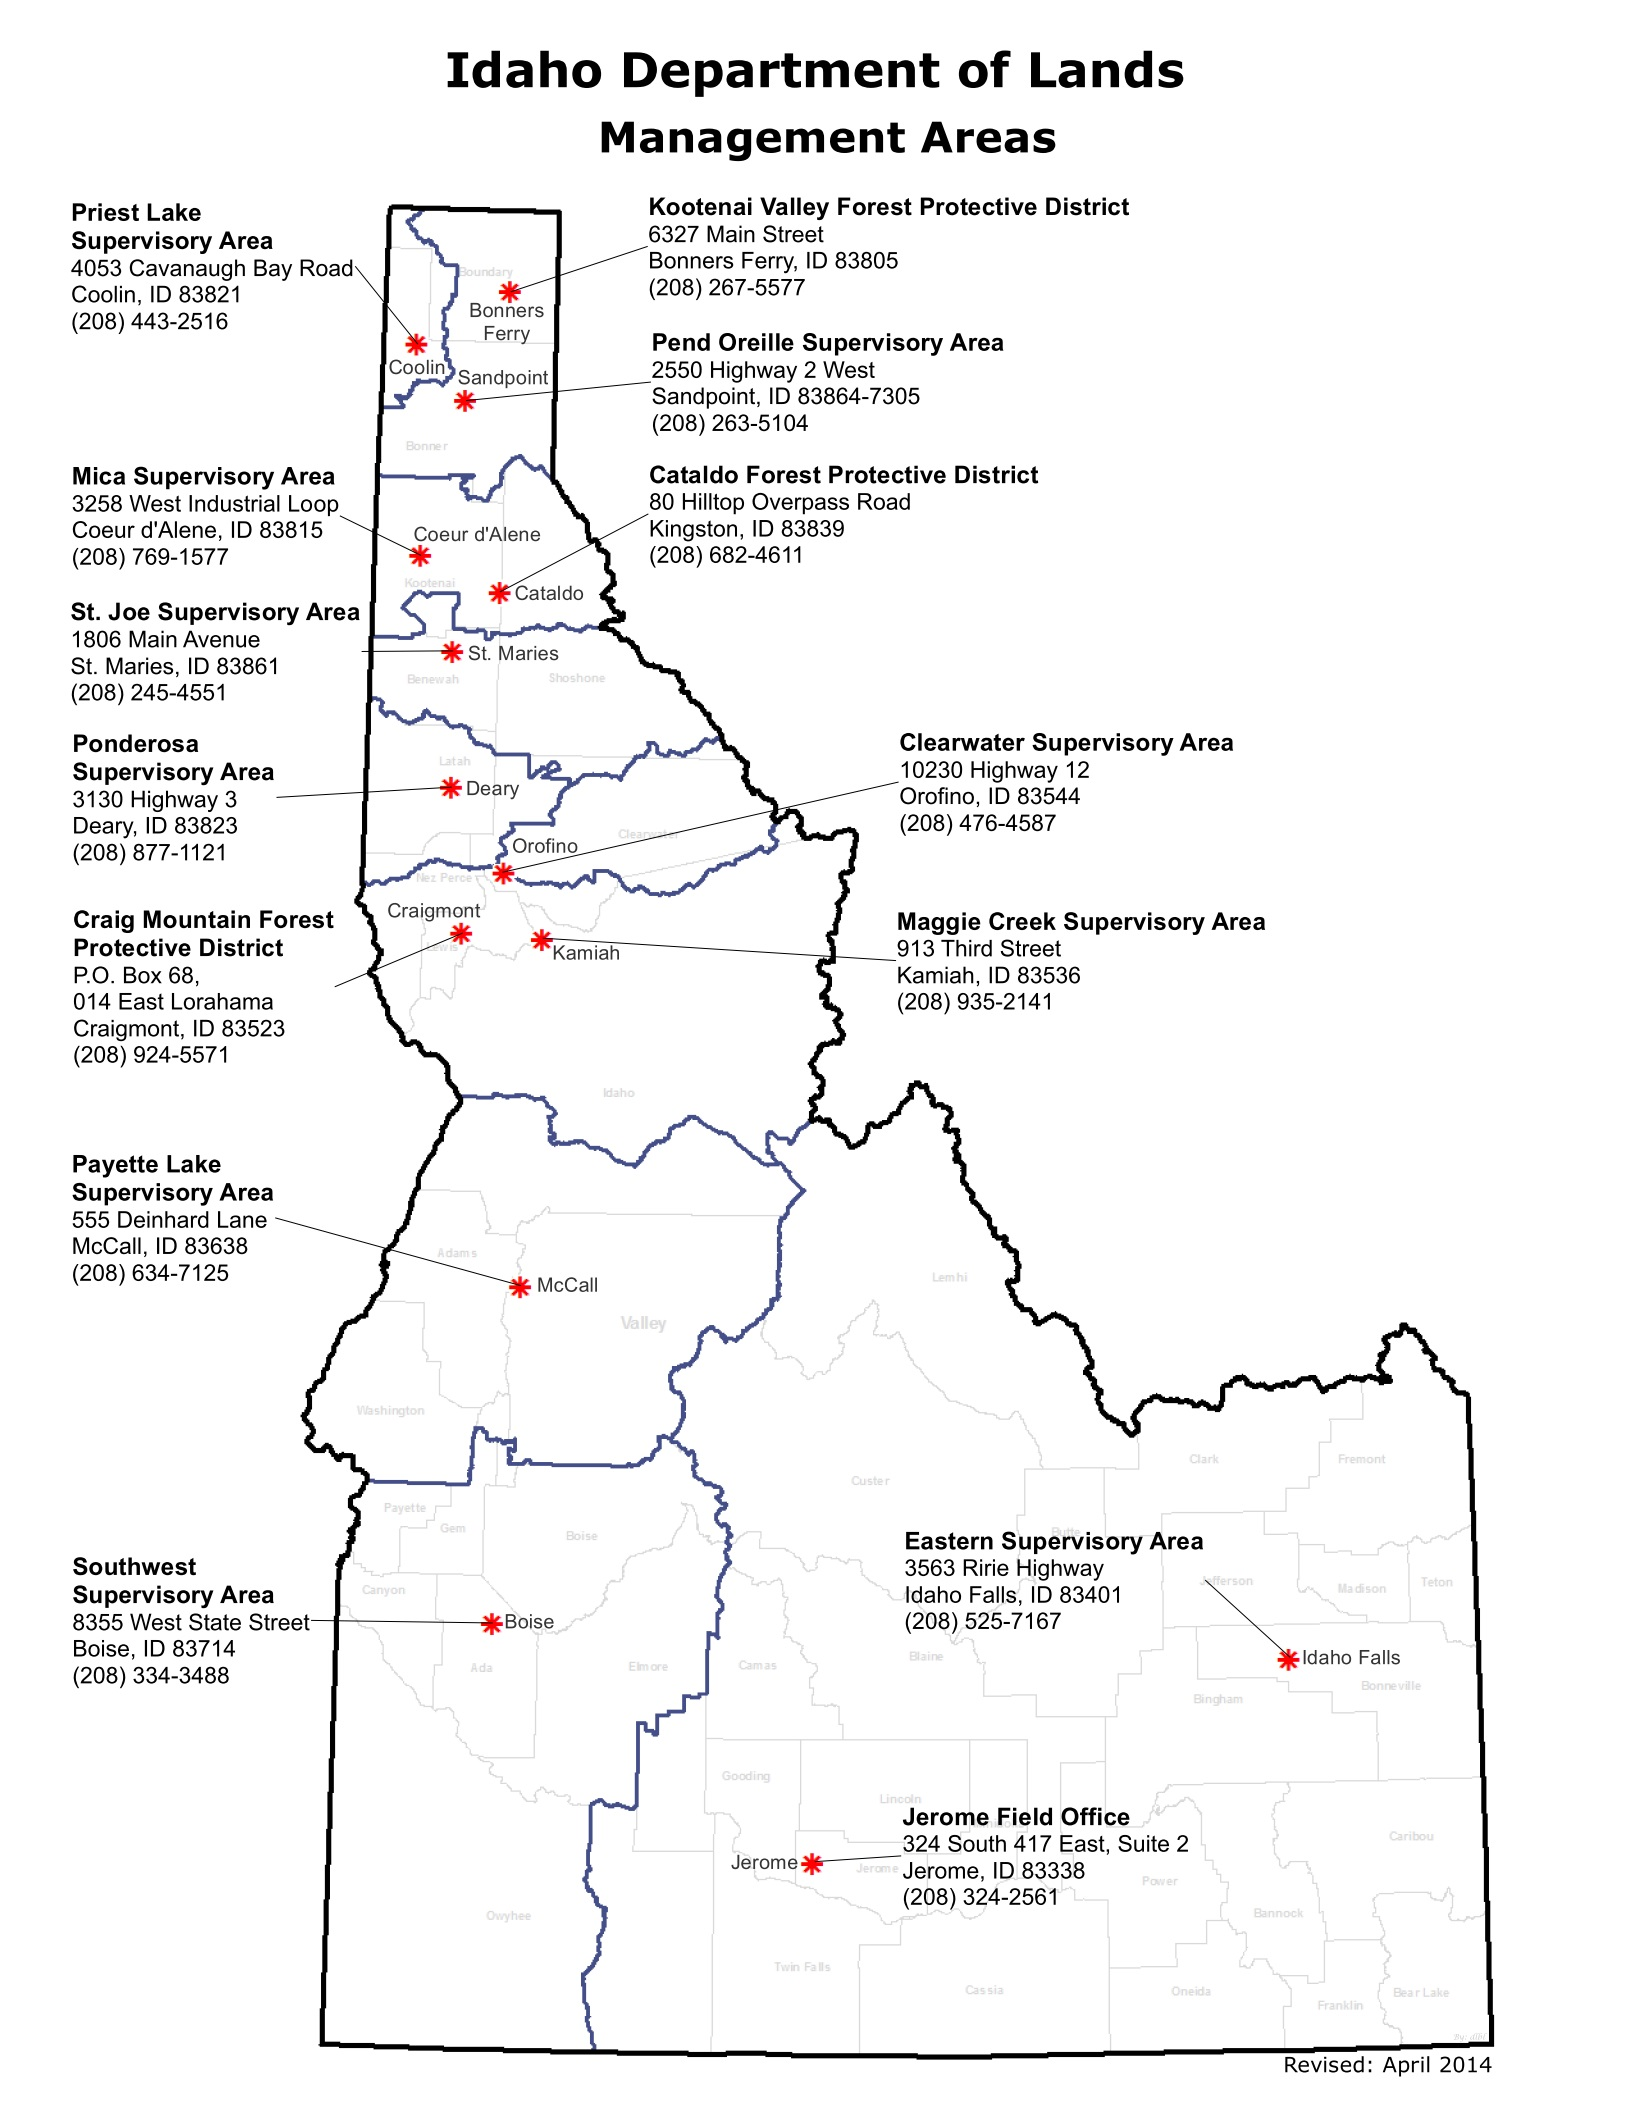 Idaho Department of Lands
Management Areas
Priest Lake
Supervisory Area
4053 Cavanaugh Bay Road
Coolin, ID 83821
(208) 443-2516
Kootenai Valley Forest Protective District
6327 Main Street
Bonners Ferry, ID 83805
(208) 267-5577
Boundary
Bonners
Ferry
Coolin
Sandpoint
Pend Oreille Supervisory Area
2550 Highway 2 West
Sandpoint, ID 83864-7305
(208) 263-5104
Bonner
Mica Supervisory Area
3258 West Industrial Loop
Coeur d'Alene, ID 83815
(208) 769-1577
Cataldo Forest Protective District
80 Hilltop Overpass Road
Kingston, ID 83839
(208) 682-4611
Coeur d'Alene
Kootenai
Cataldo
St. Joe Supervisory Area
1806 Main Avenue
St. Maries, ID 83861
(208) 245-4551
St. Maries
Benewah
Shoshone
Ponderosa
Supervisory Area
3130 Highway 3
Deary, ID 83823
(208) 877-1121
Latah
Deary
Clearwater Supervisory Area
10230 Highway 12
Orofino, ID 83544
(208) 476-4587
Orofino
Clearwater
Nez Perce
Craig Mountain Forest
Protective District
P.O. Box 68,
014 East Lorahama
Craigmont, ID 83523
(208) 924-5571
Craigmont
Lewis
Kamiah
Maggie Creek Supervisory Area
913 Third Street
Kamiah, ID 83536
(208) 935-2141
Idaho
Payette Lake
Supervisory Area
555 Deinhard Lane
McCall, ID 83638
(208) 634-7125
Adams
McCall
Valley
Lemhi
Washington
Custer
Clark
Fremont
Payette
Gem
Boise
Butte
Eastern Supervisory Area
3563 Ririe Highway
Idaho Falls, ID 83401
(208) 525-7167
Jefferson
Madison
Teton
Southwest
Supervisory Area
8355 West State Street
Boise, ID 83714
(208) 334-3488
Canyon
Boise
Ada
Elmore
Camas
Blaine
Idaho Falls
Bingham
Bonneville
Gooding
Lincoln
Jerome Field Office
324 South 417 East, Suite 2
Jerome, ID 83338
(208) 324-2561
Jerome
Jerome
Power
Caribou
Bannock
Owyhee
Twin Falls
Cassia
Oneida
Franklin
Bear Lake
Revised: April 2014